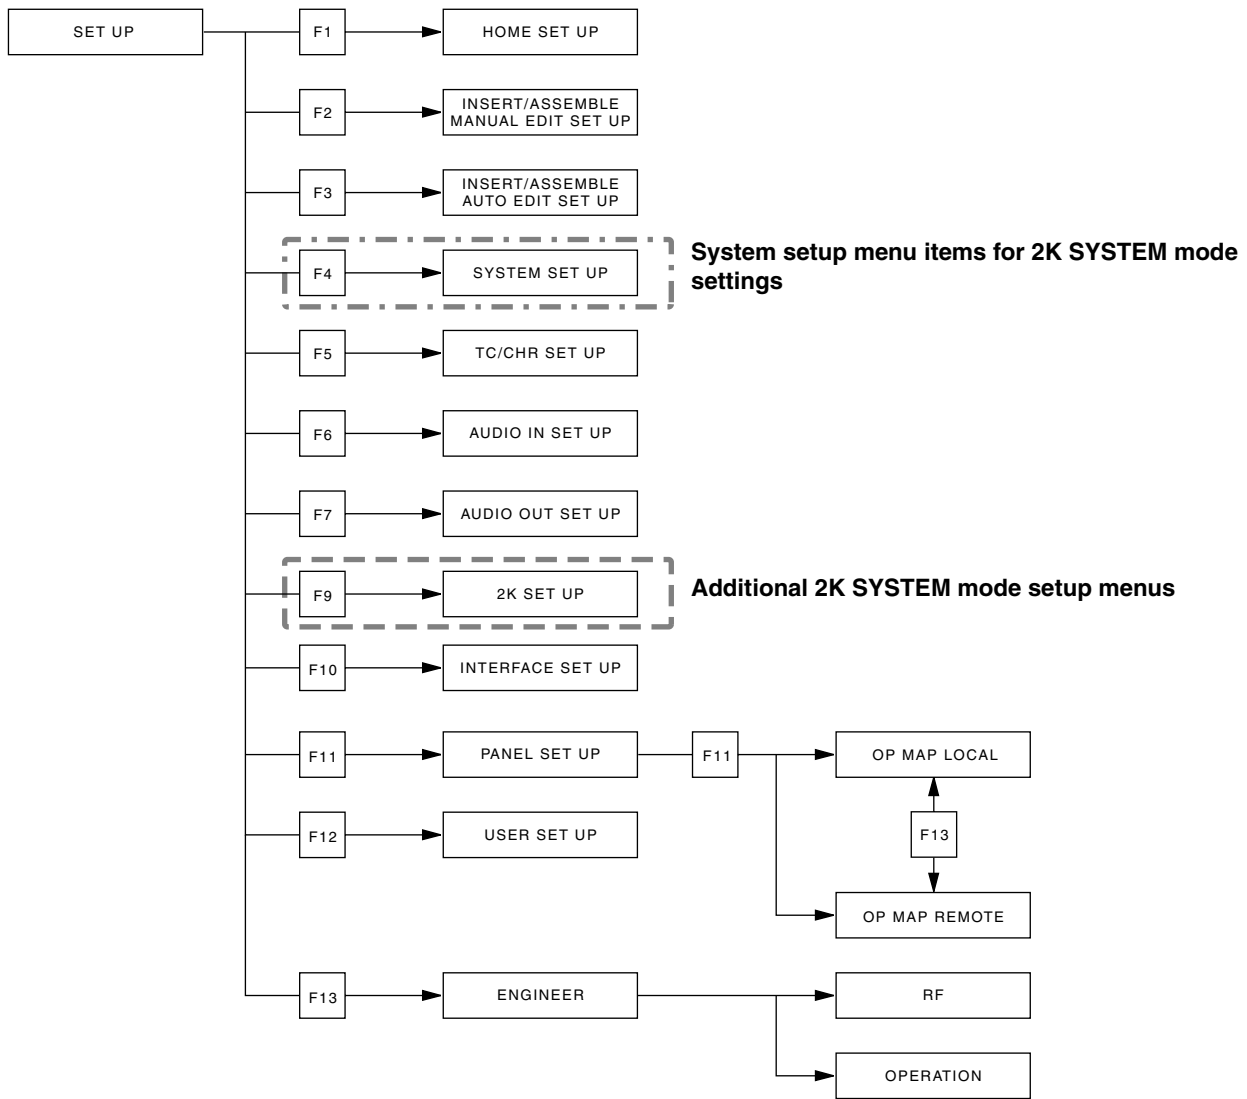 SET UP
F1
HOME SET UP
F2
INSERT/ASSEMBLE
MANUAL EDIT SET UP
F3
INSERT/ASSEMBLE
AUTO EDIT SET UP
F4
SYSTEM SET UP
System setup menu items for 2K SYSTEM mode
settings
F5
TC/CHR SET UP
F6
AUDIO IN SET UP
F7
AUDIO OUT SET UP
F9
2K SET UP
Additional 2K SYSTEM mode setup menus
F10
INTERFACE SET UP
F11
PANEL SET UP
F11
OP MAP LOCAL
F12
USER SET UP
F13
OP MAP REMOTE
F13
ENGINEER
RF
OPERATION